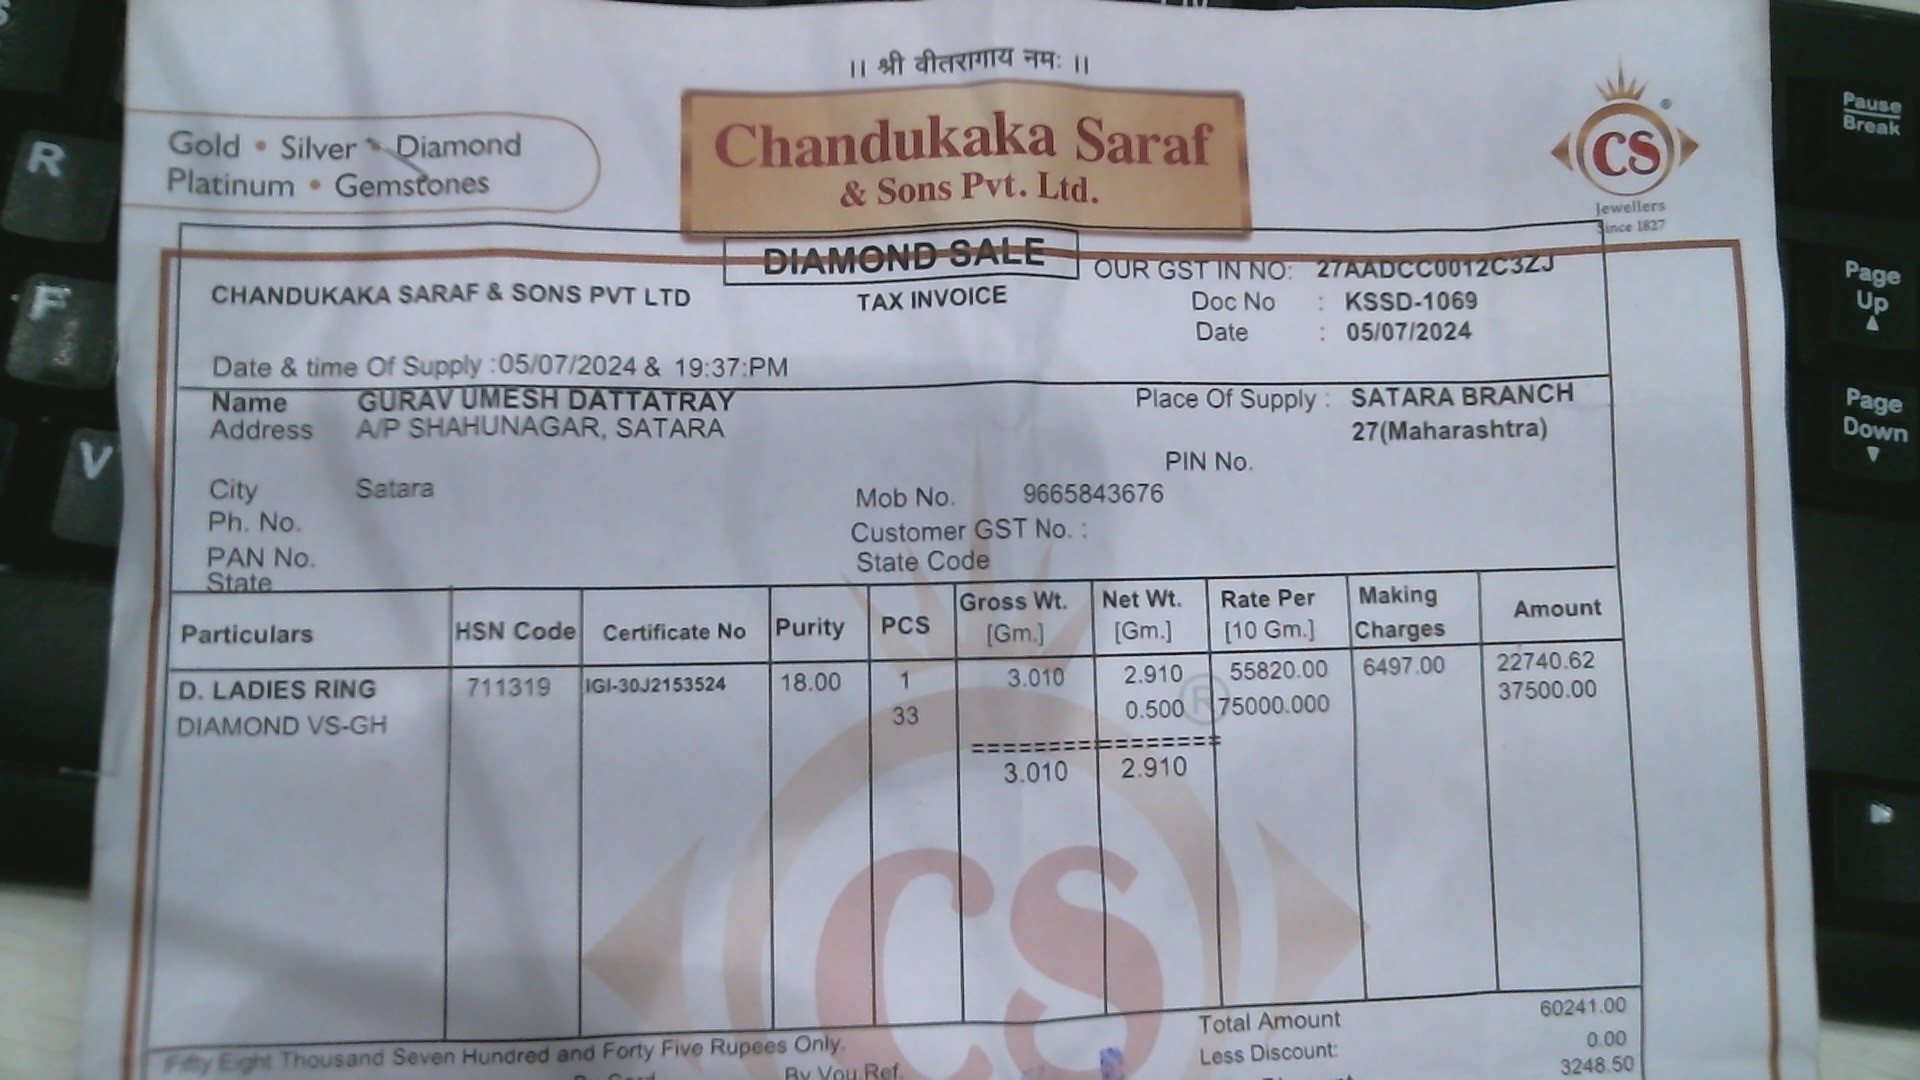 ।। श्री वीतरागाय नमः ।।
Gold • Silver • Diamond
Platinum • Gemstones
Chandukaka Saraf
& Sons Pvt. Ltd.
CS
®
Jewellers
Since 1827
DIAMOND SALE
TAX INVOICE
CHANDUKAKA SARAF & SONS PVT LTD
OUR GST IN NO: 27AADCC0012C3ZJ
Doc No : KSSD-1069
Date : 05/07/2024
Date & time Of Supply :05/07/2024 & 19:37:PM
Name GURAV UMESH DATTATRAY
Address A/P SHAHUNAGAR, SATARA
Place Of Supply : SATARA BRANCH
27(Maharashtra)
PIN No.
City Satara
Mob No. 9665843676
Ph. No.
Customer GST No. :
PAN No.
State Code
State
Particulars HSN Code Certificate No Purity PCS Gross Wt. [Gm.] Net Wt. [Gm.] Rate Per [10 Gm.] Making Charges Amount
D. LADIES RING 711319 IGI-30J2153524 18.00 1 3.010 2.910 55820.00 6497.00 22740.62
DIAMOND VS-GH 33 0.500 75000.000 37500.00
3.010 2.910
®
CS
Total Amount 60241.00
Less Discount: 0.00
3248.50
Fifty Eight Thousand Seven Hundred and Forty Five Rupees Only.
By Vou.Ref.
R
F
V
Pause
Break
Page
Up
Page
Down